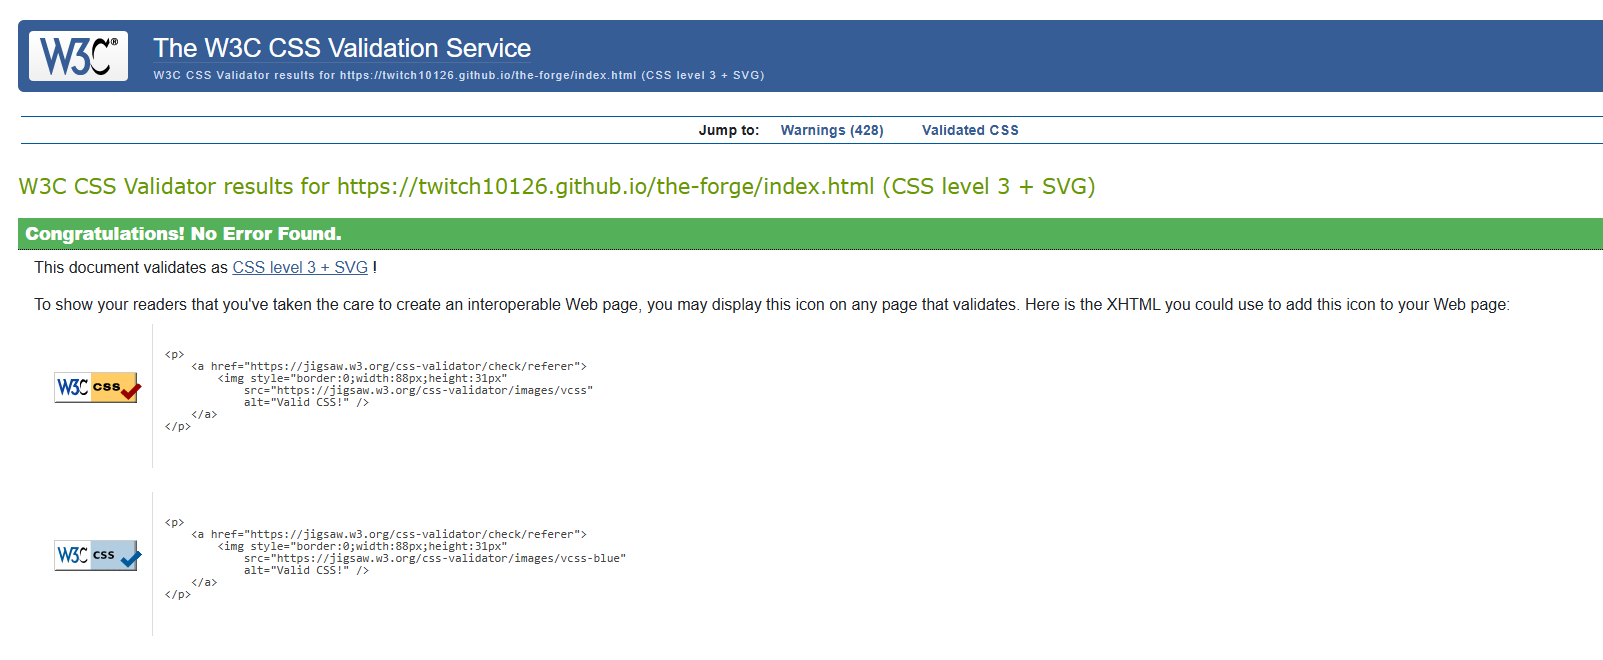 W3C®
The W3C CSS Validation Service
W3C CSS Validator results for https://twitch10126.github.io/the-forge/index.html (CSS level 3 + SVG)
Jump to: Warnings (428) Validated CSS
W3C CSS Validator results for https://twitch10126.github.io/the-forge/index.html (CSS level 3 + SVG)
Congratulations! No Error Found.
This document validates as CSS level 3 + SVG !
To show your readers that you've taken the care to create an interoperable Web page, you may display this icon on any page that validates. Here is the XHTML you could use to add this icon to your Web page:
W3C css
<p>
<a href="https://jigsaw.w3.org/css-validator/check/referer">
<img style="border:0;width:88px;height:31px"
src="https://jigsaw.w3.org/css-validator/images/vcss"
alt="Valid CSS!" />
</a>
</p>
W3C css
<p>
<a href="https://jigsaw.w3.org/css-validator/check/referer">
<img style="border:0;width:88px;height:31px"
src="https://jigsaw.w3.org/css-validator/images/vcss-blue"
alt="Valid CSS!" />
</a>
</p>